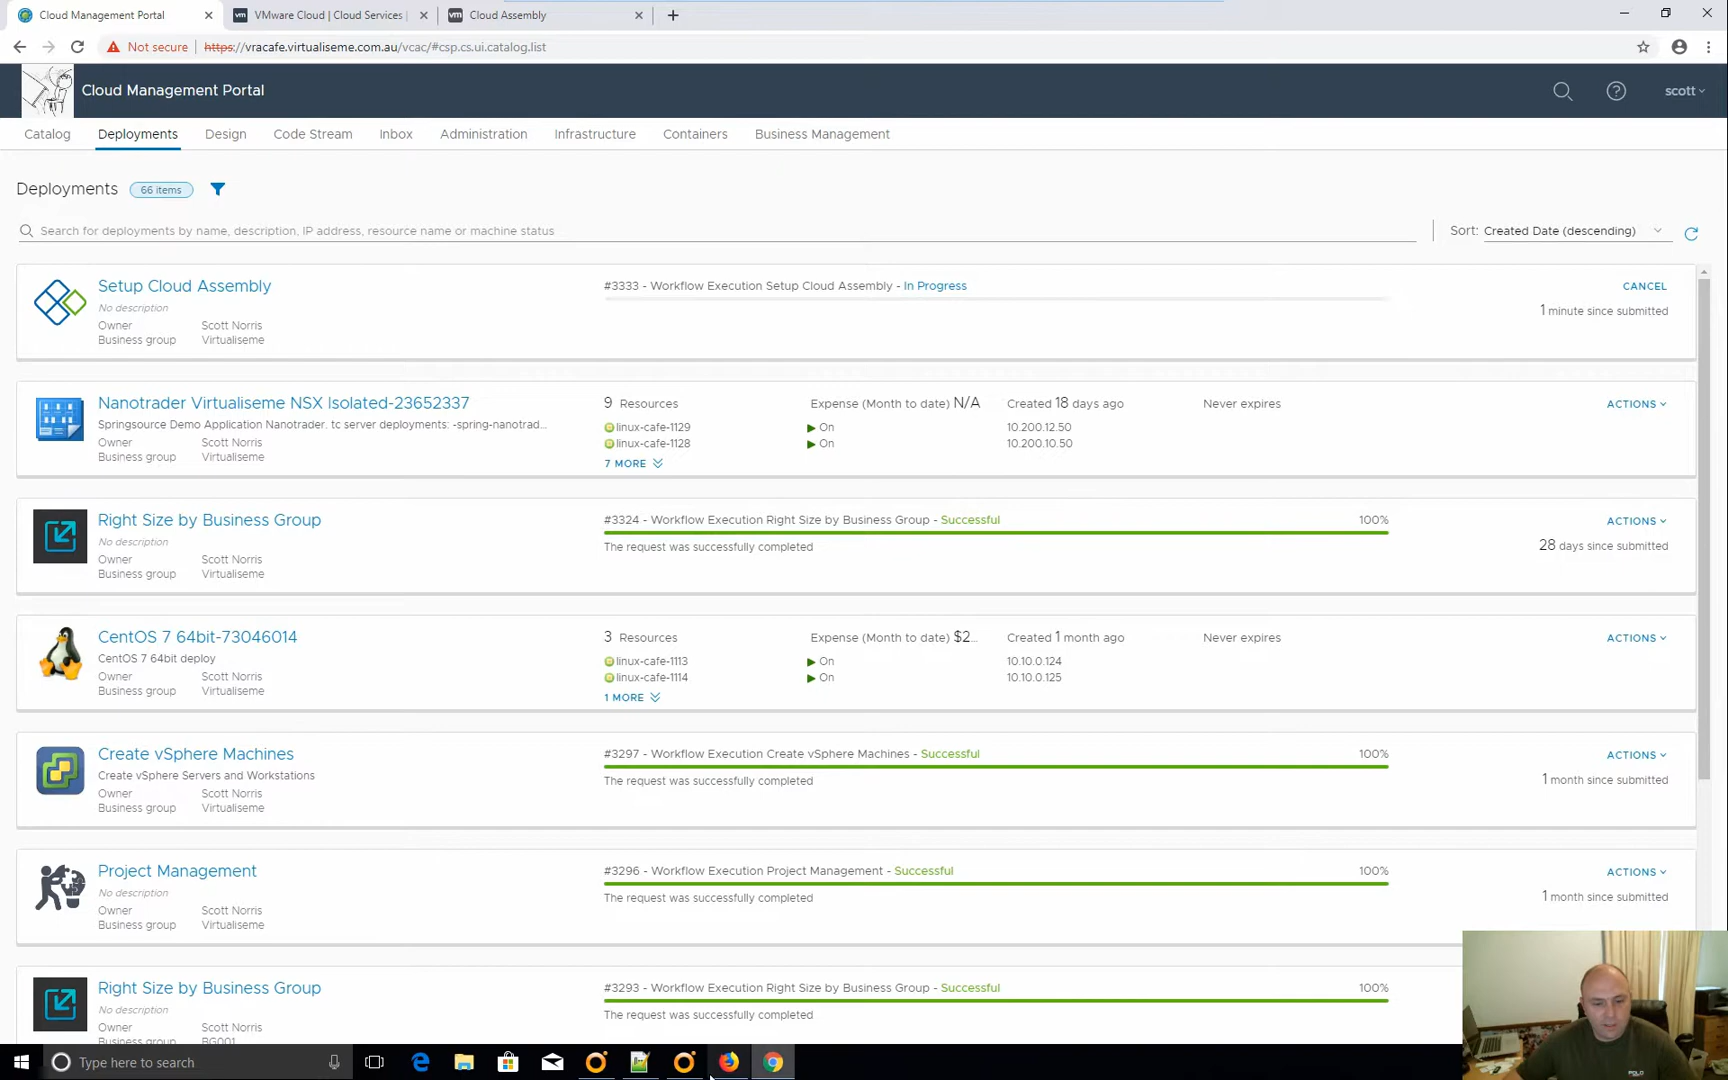 Cloud Management Portal
VMware Cloud | Cloud Services |
Cloud Assembly
Not secure
https://vracafe.virtualiseme.com.au/vcac/#csp.cs.ui.catalog.list
Cloud Management Portal
scott
Catalog
Deployments
Design
Code Stream
Inbox
Administration
Infrastructure
Containers
Business Management
Deployments
66 items
Search for deployments by name, description, IP address, resource name or machine status
Sort: Created Date (descending)
Setup Cloud Assembly
No description
Owner Scott Norris
Business group Virtualiseme
#3333 - Workflow Execution Setup Cloud Assembly - In Progress
CANCEL
1 minute since submitted
Nanotrader Virtualiseme NSX Isolated-23652337
Springsource Demo Application Nanotrader. tc server deployments: -spring-nanotrad...
Owner Scott Norris
Business group Virtualiseme
9 Resources
Expense (Month to date) N/A
Created 18 days ago
Never expires
ACTIONS
linux-cafe-1129 On 10.200.12.50
linux-cafe-1128 On 10.200.10.50
7 MORE
Right Size by Business Group
No description
Owner Scott Norris
Business group Virtualiseme
#3324 - Workflow Execution Right Size by Business Group - Successful 100%
The request was successfully completed
ACTIONS
28 days since submitted
CentOS 7 64bit-73046014
CentOS 7 64bit deploy
Owner Scott Norris
Business group Virtualiseme
3 Resources
Expense (Month to date) $2...
Created 1 month ago
Never expires
ACTIONS
linux-cafe-1113 On 10.10.0.124
linux-cafe-1114 On 10.10.0.125
1 MORE
Create vSphere Machines
Create vSphere Servers and Workstations
Owner Scott Norris
Business group Virtualiseme
#3297 - Workflow Execution Create vSphere Machines - Successful 100%
The request was successfully completed
ACTIONS
1 month since submitted
Project Management
No description
Owner Scott Norris
Business group Virtualiseme
#3296 - Workflow Execution Project Management - Successful 100%
The request was successfully completed
ACTIONS
1 month since submitted
Right Size by Business Group
No description
Owner Scott Norris
Business group BG001
#3293 - Workflow Execution Right Size by Business Group - Successful 100%
The request was successfully completed
Type here to search
POLO